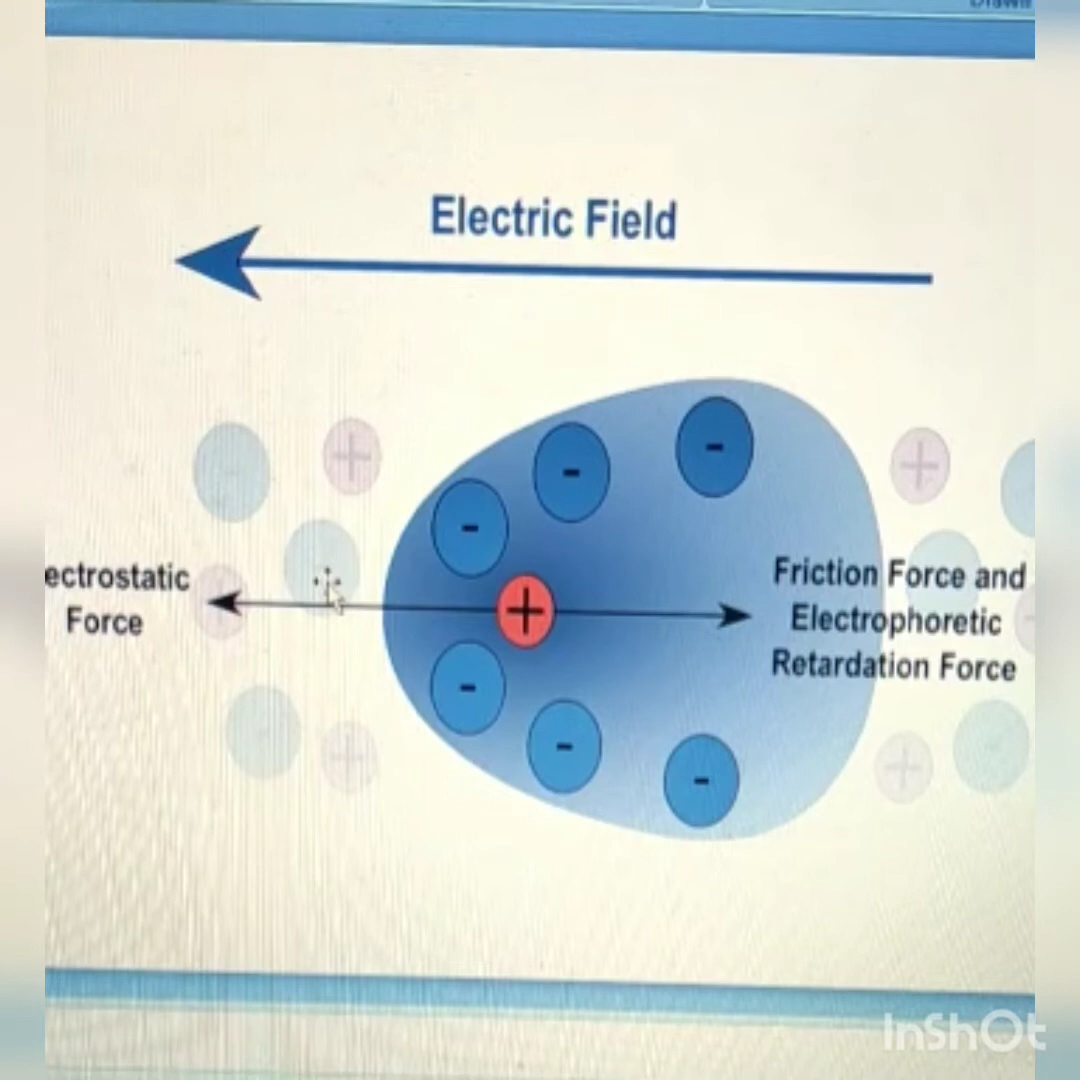 Electric Field
ectrostatic
Force
Friction Force and
Electrophoretic
Retardation Force
-
-
-
+
-
-
-
InShOt